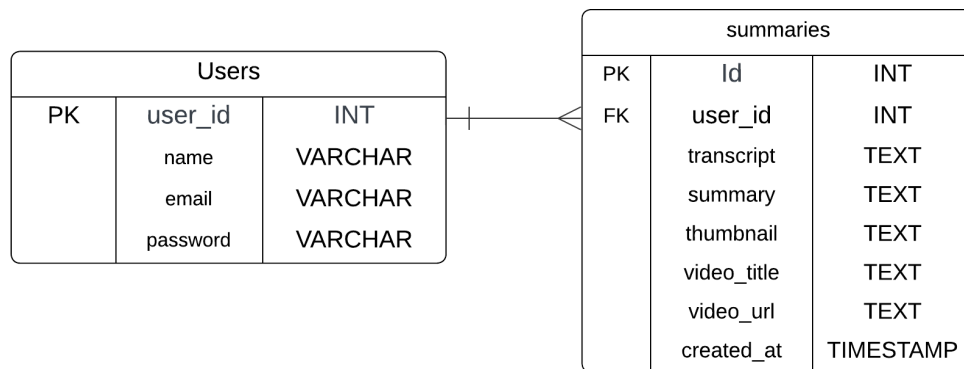 Users
PK user_id INT
name VARCHAR
email VARCHAR
password VARCHAR
summaries
PK Id INT
FK user_id INT
transcript TEXT
summary TEXT
thumbnail TEXT
video_title TEXT
video_url TEXT
created_at TIMESTAMP